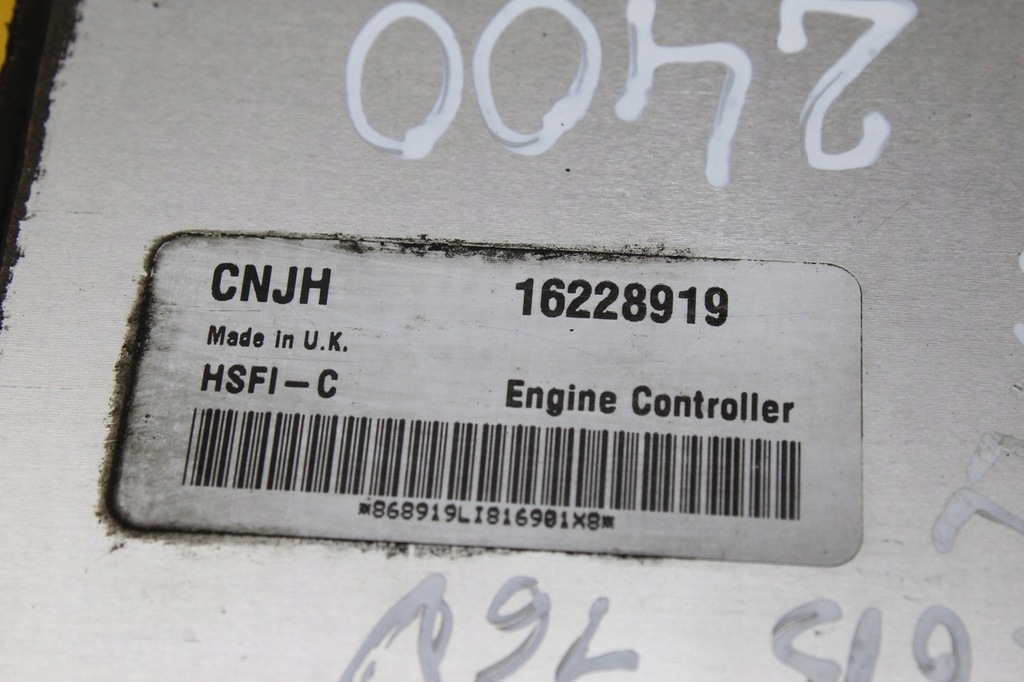 2400
CNJH 16228919
Made in U.K.
HSFI-C Engine Controller
*868919LI816901X8*